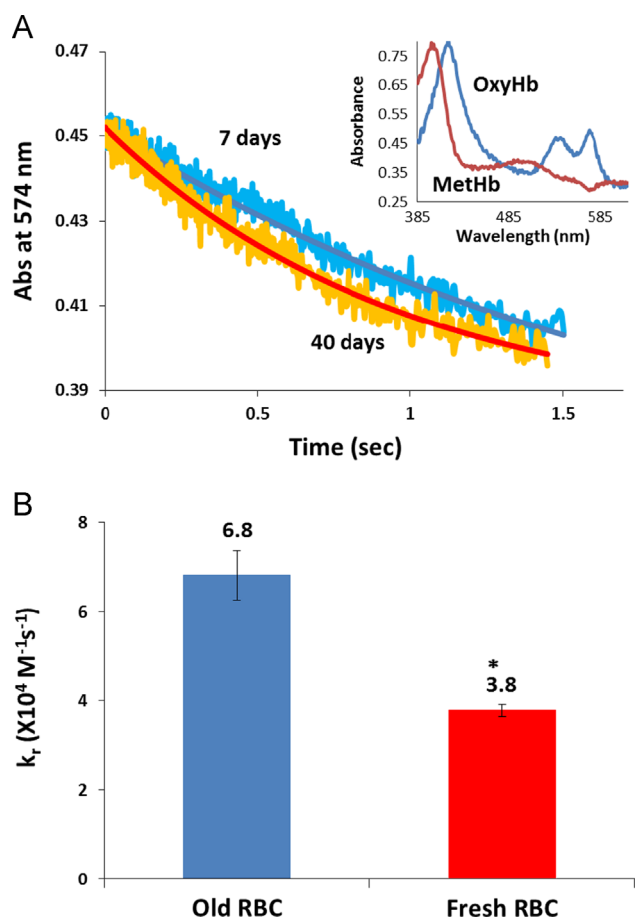 A
0.47
0.45
0.43
0.41
0.39
Abs at 574 nm
7 days
40 days
0
0.5
1
1.5
Time (sec)
0.75
0.65
0.55
0.45
0.35
0.25
Absorbance
OxyHb
MetHb
385
485
585
Wavelength (nm)
B
8
6
4
2
0
kᵣ (X10⁴ M⁻¹s⁻¹)
6.8
*
3.8
Old RBC
Fresh RBC